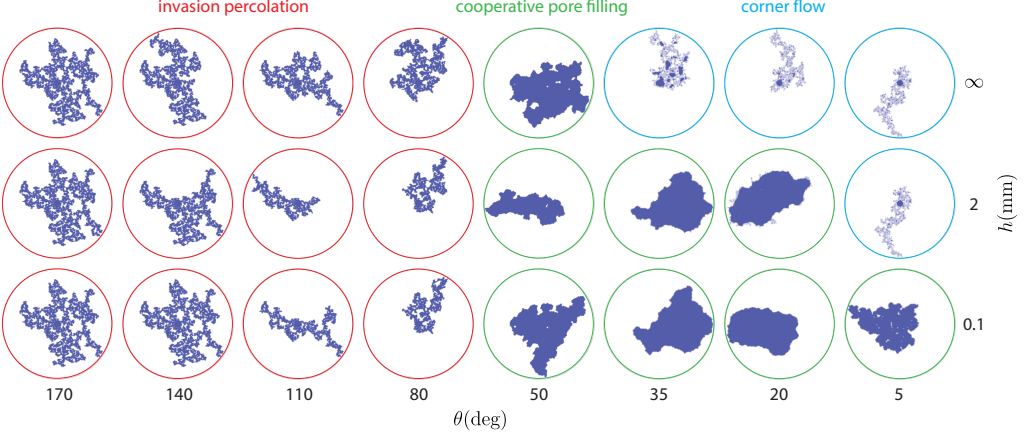 invasion percolation cooperative pore filling corner flow
∞
2
h(mm)
0.1
170 140 110 80 50 35 20 5
θ(deg)